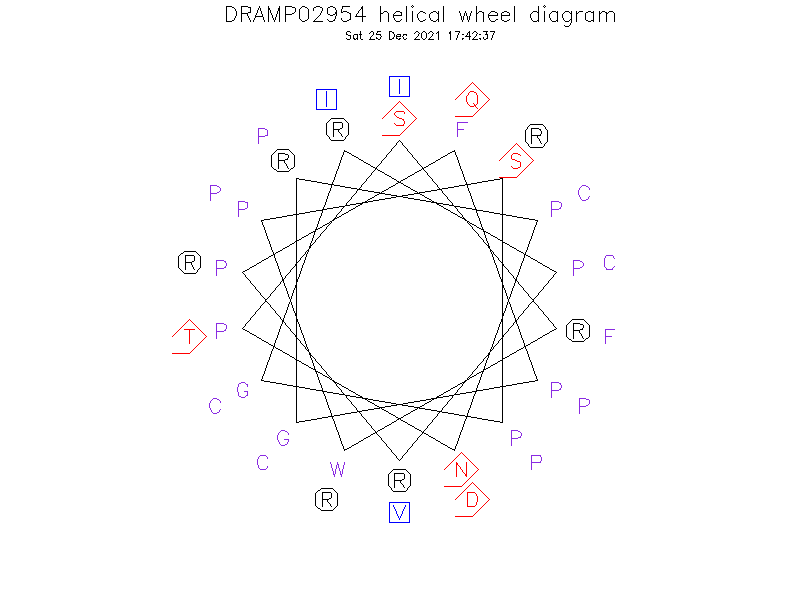 DRAMP02954 helical wheel diagram
Sat 25 Dec 2021 17:42:37
I
I Q
S
R F R
P
R S
P C
P P
R P P C
T P R F
G P
C P
G P
C W N P
R
R D
V